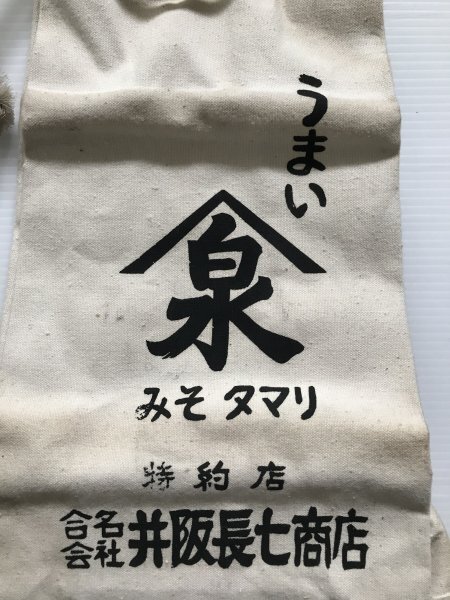 うまい
泉
みそ タマリ
特約店
合名会社 井阪長七商店